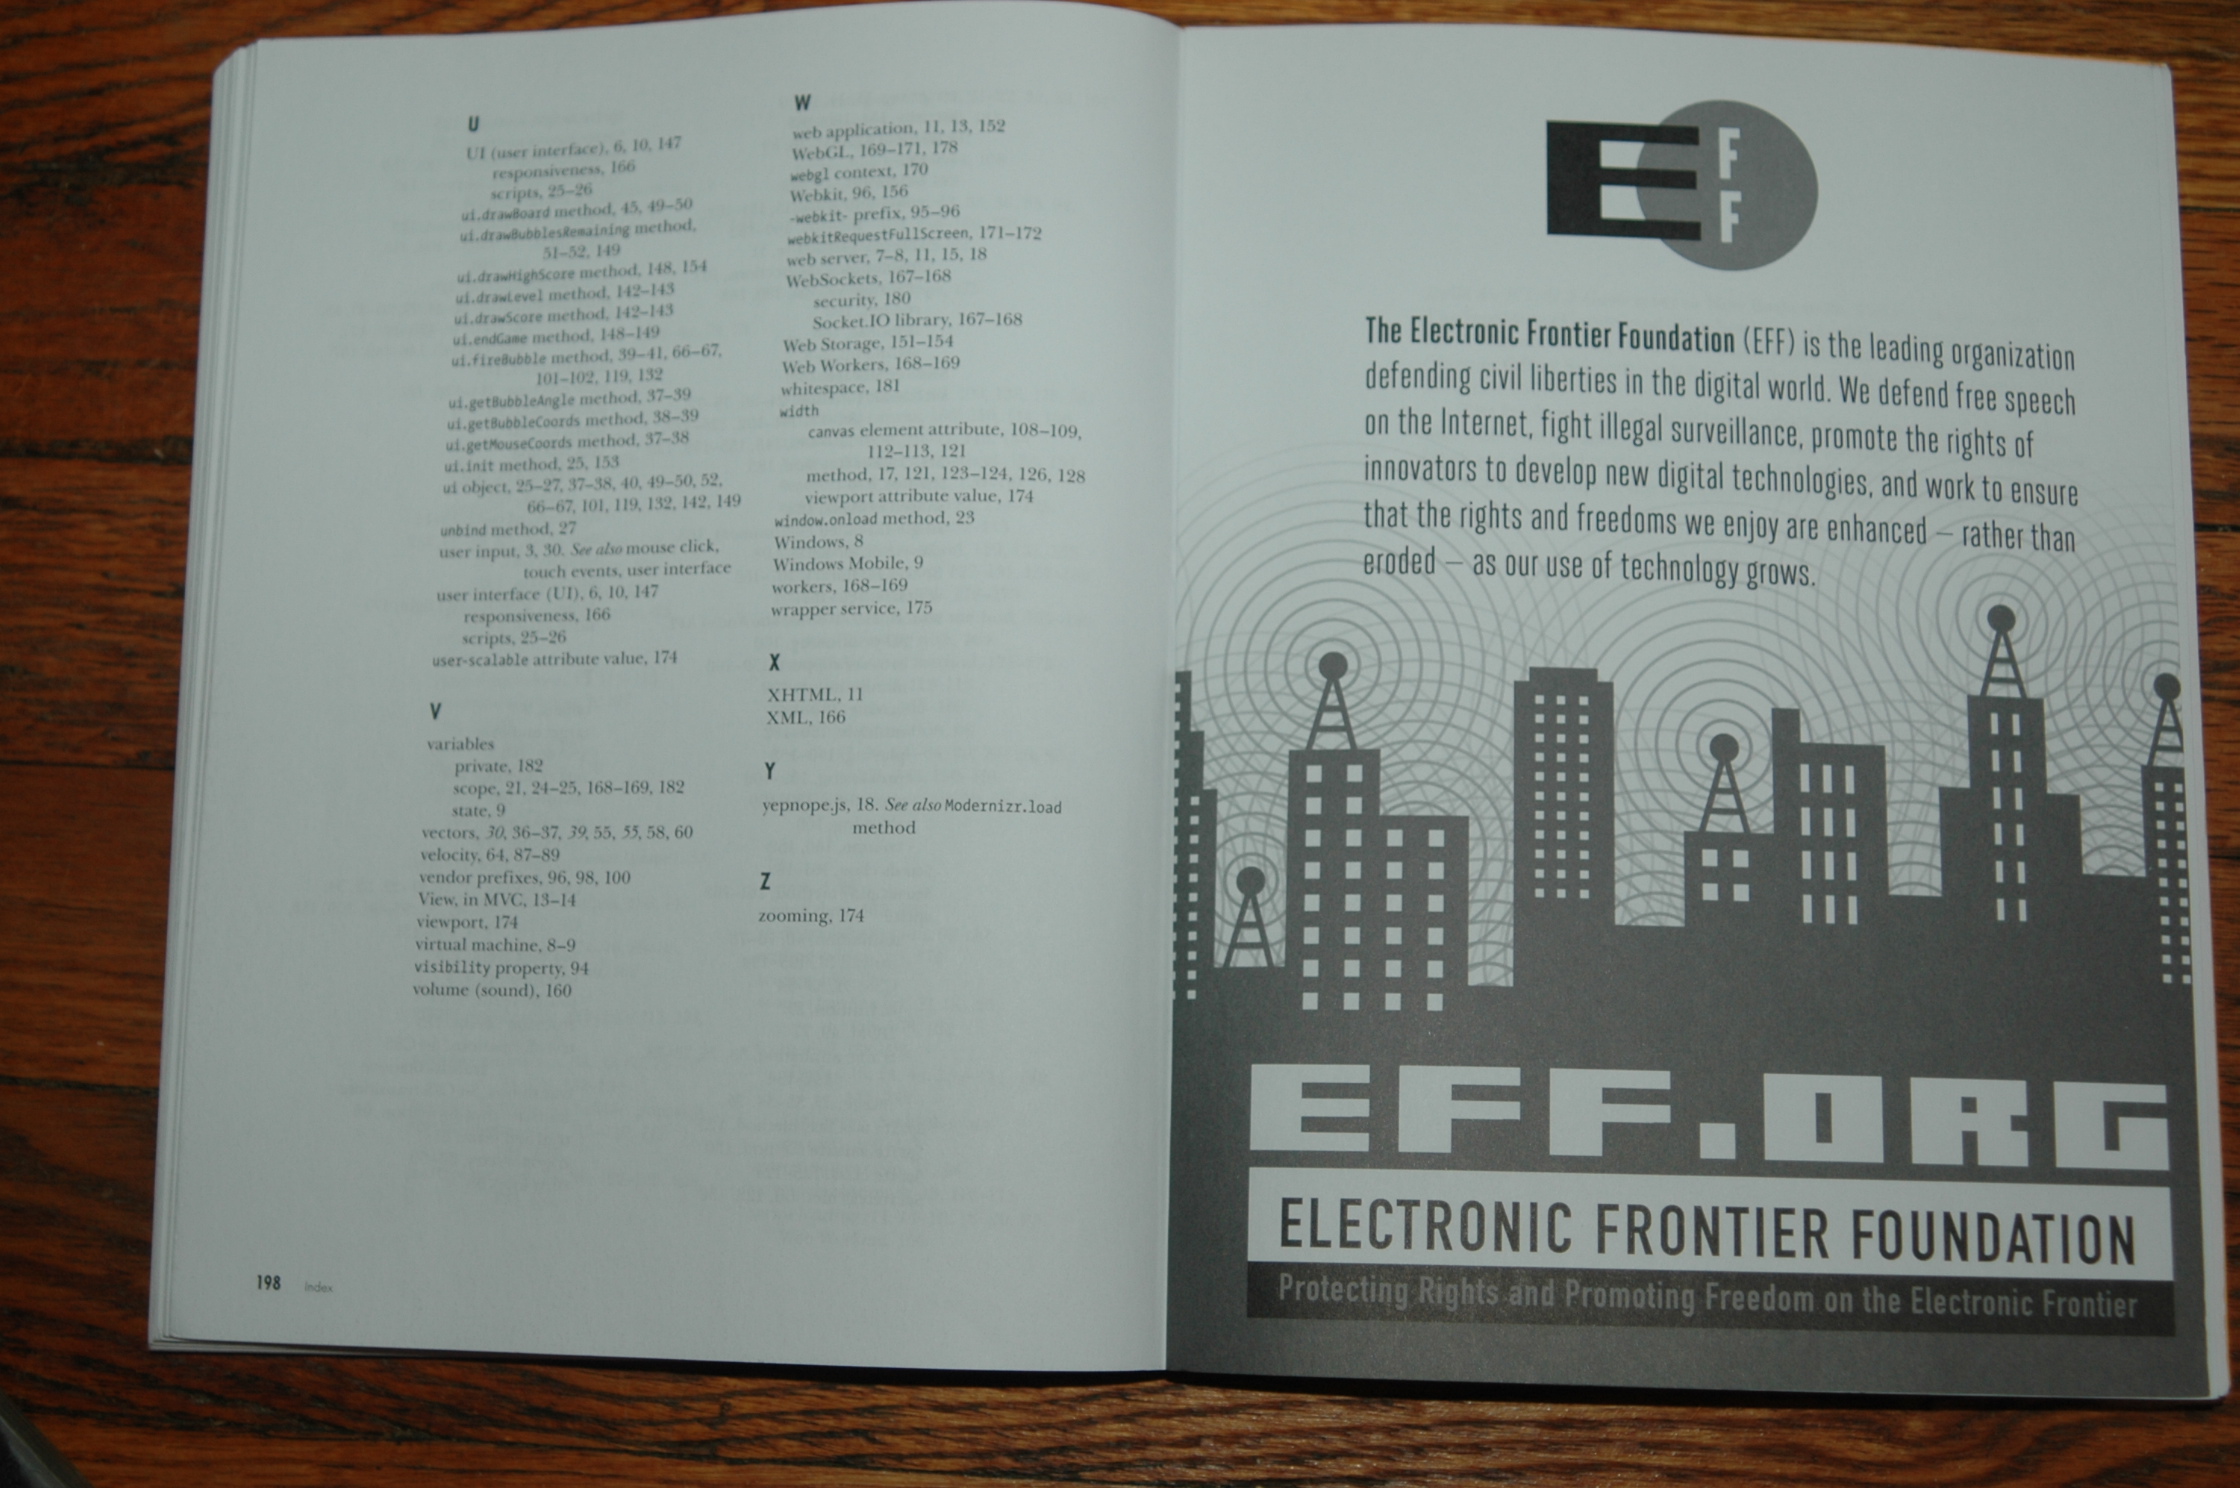 U
UI (user interface), 6, 10, 147
responsiveness, 166
scripts, 25–26
ui.drawBoard method, 45, 49–50
ui.drawBubblesRemaining method,
51–52, 149
ui.drawHighScore method, 148, 154
ui.drawLevel method, 142–143
ui.drawScore method, 142–143
ui.endGame method, 148–149
ui.fireBubble method, 39–41, 66–67,
101–102, 119, 132
ui.getBubbleAngle method, 37–39
ui.getBubbleCoords method, 38–39
ui.getMouseCoords method, 37–38
ui.init method, 25, 153
ui object, 25–27, 37–38, 40, 49–50, 52,
66–67, 101, 119, 132, 142, 149
unbind method, 27
user input, 3, 30. See also mouse click,
touch events, user interface
user interface (UI), 6, 10, 147
responsiveness, 166
scripts, 25–26
user-scalable attribute value, 174
V
variables
private, 182
scope, 21, 24–25, 168–169, 182
state, 9
vectors, 30, 36–37, 39, 55, 55, 58, 60
velocity, 64, 87–89
vendor prefixes, 96, 98, 100
View, in MVC, 13–14
viewport, 174
virtual machine, 8–9
visibility property, 94
volume (sound), 160
W
web application, 11, 13, 152
WebGL, 169–171, 178
webgl context, 170
Webkit, 96, 156
-webkit- prefix, 95–96
webkitRequestFullScreen, 171–172
web server, 7–8, 11, 15, 18
WebSockets, 167–168
security, 180
Socket.IO library, 167–168
Web Storage, 151–154
Web Workers, 168–169
whitespace, 181
width
canvas element attribute, 108–109,
112–113, 121
method, 17, 121, 123–124, 126, 128
viewport attribute value, 174
window.onload method, 23
Windows, 8
Windows Mobile, 9
workers, 168–169
wrapper service, 175
X
XHTML, 11
XML, 166
Y
yepnope.js, 18. See also Modernizr.load
method
Z
zooming, 174
198 Index
EFF
The Electronic Frontier Foundation (EFF) is the leading organization
defending civil liberties in the digital world. We defend free speech
on the Internet, fight illegal surveillance, promote the rights of
innovators to develop new digital technologies, and work to ensure
that the rights and freedoms we enjoy are enhanced – rather than
eroded – as our use of technology grows.
EFF.ORG
ELECTRONIC FRONTIER FOUNDATION
Protecting Rights and Promoting Freedom on the Electronic Frontier